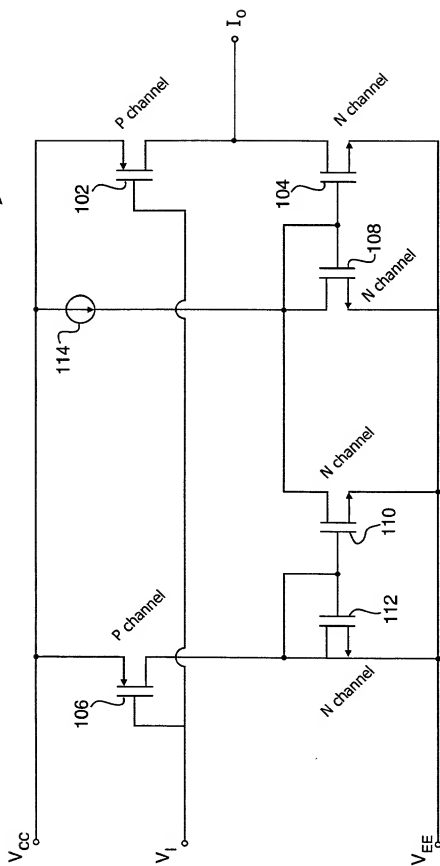 V_CC
V_I
V_EE
106
P channel
112
N channel
110
N channel
114
108
N channel
102
P channel
104
N channel
I_O